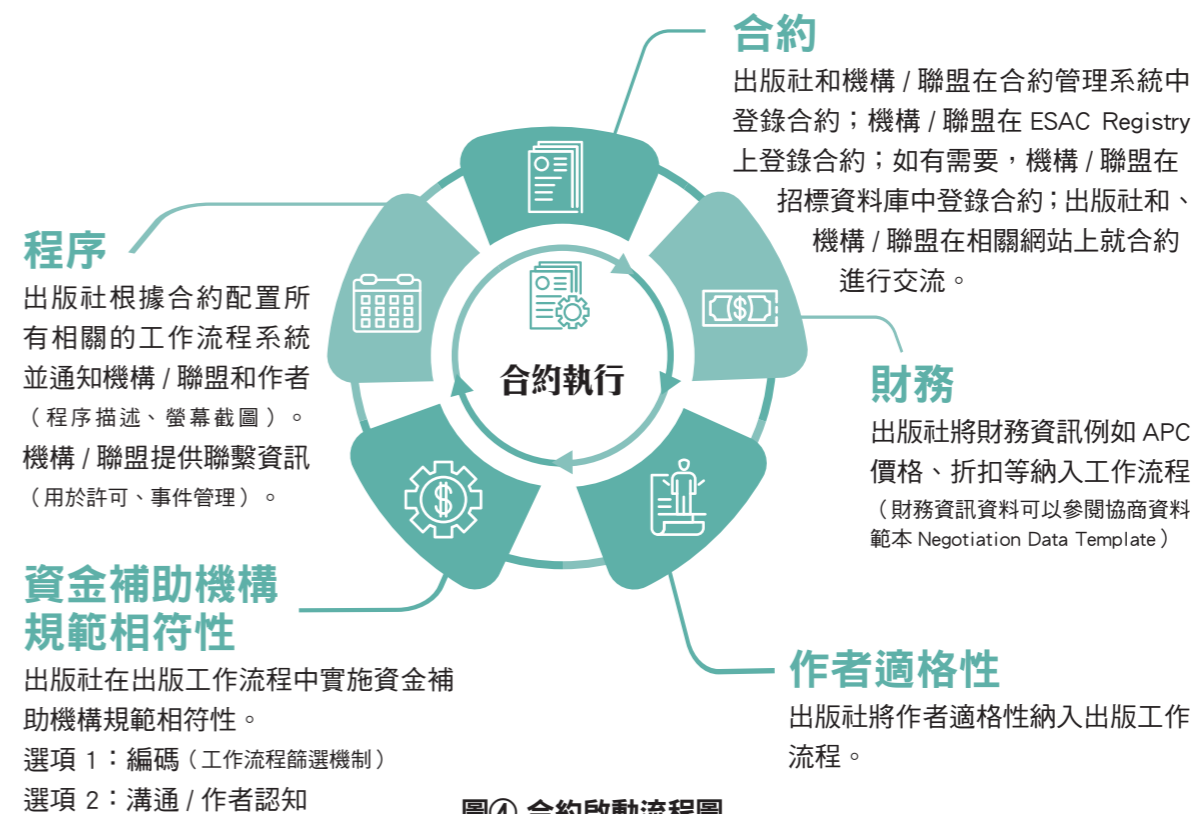 合約
出版社和機構 / 聯盟在合約管理系統中
登錄合約；機構 / 聯盟在 ESAC Registry
上登錄合約；如有需要，機構 / 聯盟在
招標資料庫中登錄合約；出版社和、
機構 / 聯盟在相關網站上就合約
進行交流。
財務
出版社將財務資訊例如 APC
價格、折扣等納入工作流程
（財務資訊資料可以參閱協商資料
範本 Negotiation Data Template）
作者適格性
出版社將作者適格性納入出版工作
流程。
資金補助機構
規範相符性
出版社在出版工作流程中實施資金補
助機構規範相符性。
選項 1：編碼（工作流程篩選機制）
選項 2：溝通 / 作者認知
程序
出版社根據合約配置所
有相關的工作流程系統
並通知機構 / 聯盟和作者
（程序描述、螢幕截圖）。
機構 / 聯盟提供聯繫資訊
（用於許可、事件管理）。
合約執行
圖④ 合約啟動流程圖